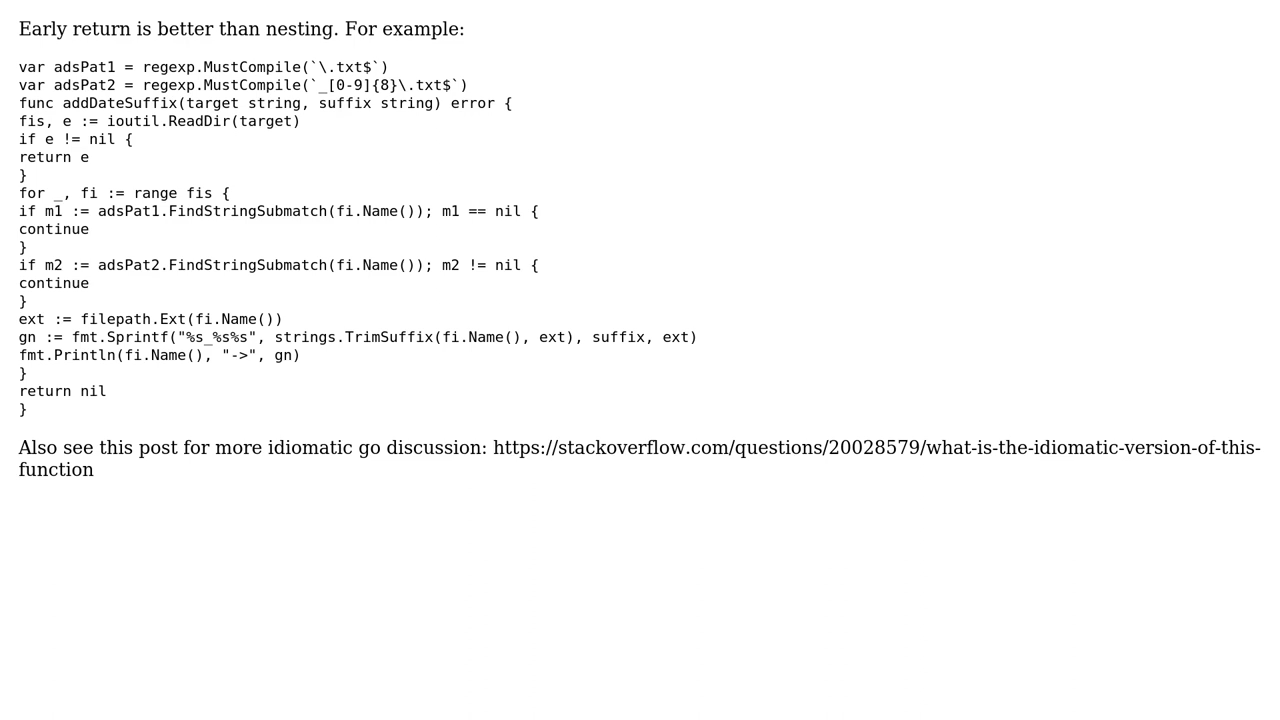 Early return is better than nesting. For example:
var adsPat1 = regexp.MustCompile(`\.txt$`)
var adsPat2 = regexp.MustCompile(`_[0-9]{8}\.txt$`)
func addDateSuffix(target string, suffix string) error {
fis, e := ioutil.ReadDir(target)
if e != nil {
return e
}
for _, fi := range fis {
if m1 := adsPat1.FindStringSubmatch(fi.Name()); m1 == nil {
continue
}
if m2 := adsPat2.FindStringSubmatch(fi.Name()); m2 != nil {
continue
}
ext := filepath.Ext(fi.Name())
gn := fmt.Sprintf("%s_%s%s", strings.TrimSuffix(fi.Name(), ext), suffix, ext)
fmt.Println(fi.Name(), "->", gn)
}
return nil
}
Also see this post for more idiomatic go discussion: https://stackoverflow.com/questions/20028579/what-is-the-idiomatic-version-of-this-
function